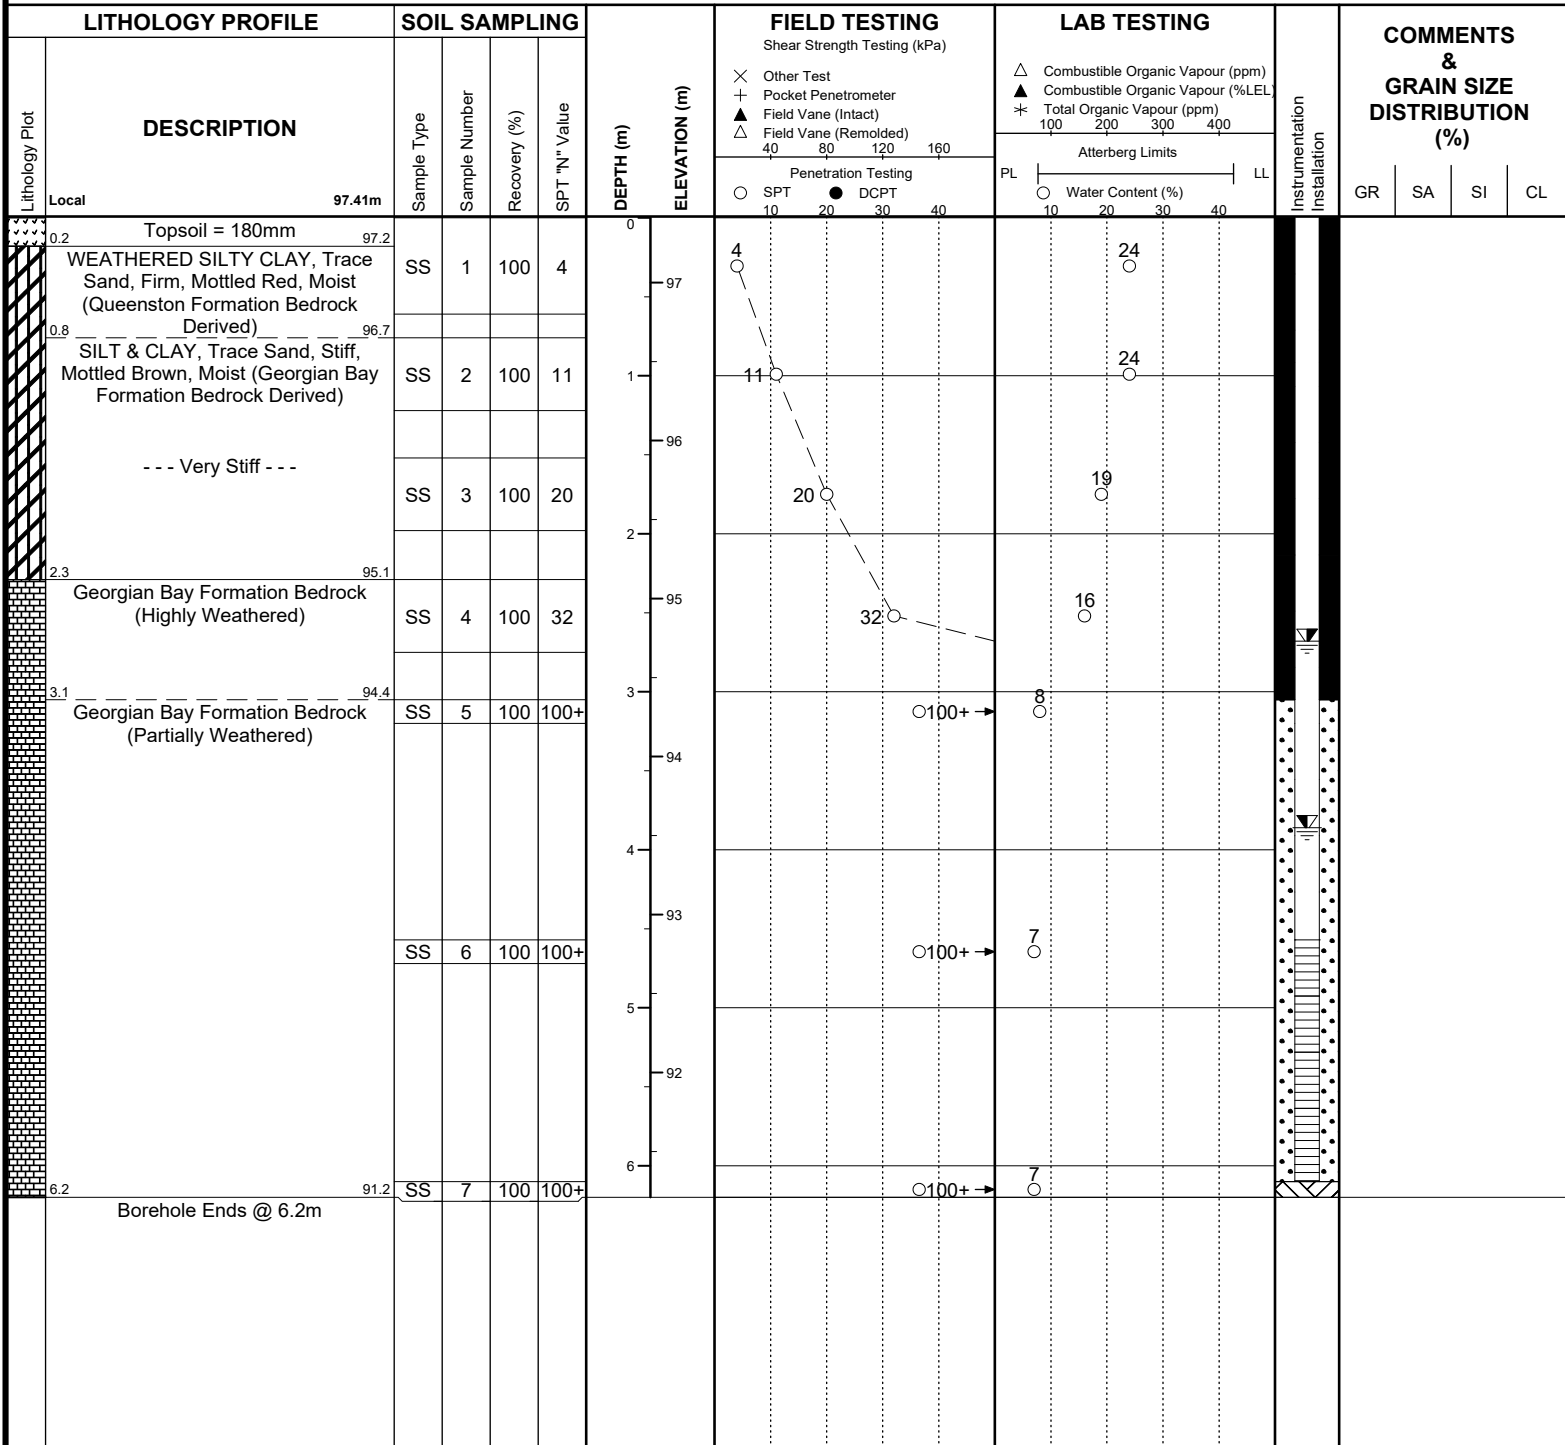 LITHOLOGY PROFILE
SOIL SAMPLING
FIELD TESTING
LAB TESTING
COMMENTS
&
GRAIN SIZE
DISTRIBUTION
(%)
Lithology Plot
DESCRIPTION
Local 97.41m
Sample Type
Sample Number
Recovery (%)
SPT "N" Value
DEPTH (m)
ELEVATION (m)
Shear Strength Testing (kPa)
Other Test
Pocket Penetrometer
Field Vane (Intact)
Field Vane (Remolded)
40 80 120 160
Penetration Testing
SPT DCPT
10 20 30 40
Combustible Organic Vapour (ppm)
Combustible Organic Vapour (%LEL)
Total Organic Vapour (ppm)
100 200 300 400
Atterberg Limits
PL LL
Water Content (%)
10 20 30 40
Instrumentation
Installation
GR SA SI CL
Topsoil = 180mm
0.2 97.2
WEATHERED SILTY CLAY, Trace
Sand, Firm, Mottled Red, Moist
(Queenston Formation Bedrock
Derived)
0.8 96.7
SILT & CLAY, Trace Sand, Stiff,
Mottled Brown, Moist (Georgian Bay
Formation Bedrock Derived)
- - - Very Stiff - - -
2.3 95.1
Georgian Bay Formation Bedrock
(Highly Weathered)
3.1 94.4
Georgian Bay Formation Bedrock
(Partially Weathered)
6.2 91.2
Borehole Ends @ 6.2m
SS 1 100 4
SS 2 100 11
SS 3 100 20
SS 4 100 32
SS 5 100 100+
SS 6 100 100+
SS 7 100 100+
0
1
2
3
4
5
6
97
96
95
94
93
92
4
11
20
32
100+
100+
100+
24
24
19
16
8
7
7